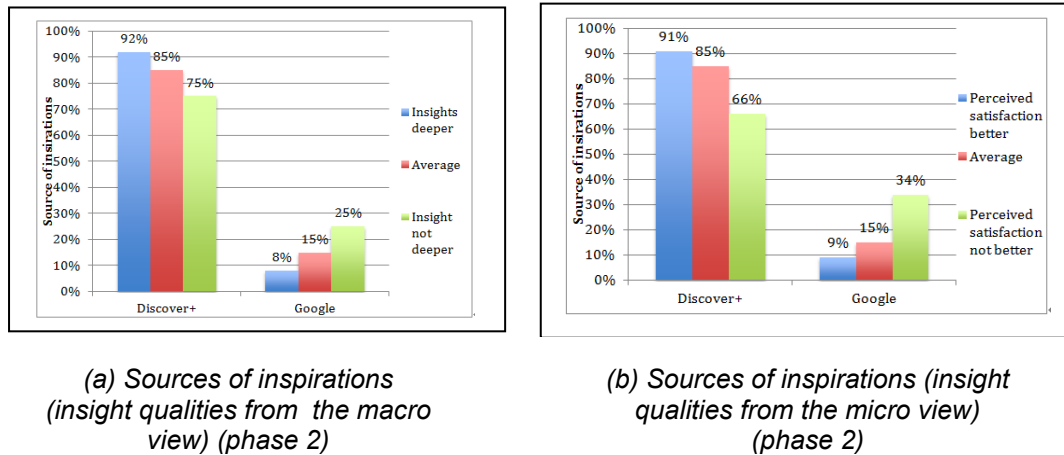 100%
90%
80%
70%
60%
50%
40%
30%
20%
10%
0%
Source of insirations
92%
85%
75%
8%
15%
25%
Discover+
Google
Insights
deeper
Average
Insight
not
deeper
100%
90%
80%
70%
60%
50%
40%
30%
20%
10%
0%
Source of insirations
91%
85%
66%
9%
15%
34%
Discover+
Google
Perceived
satisfaction
better
Average
Perceived
satisfaction
not better
(a) Sources of inspirations
(insight qualities from the macro
view) (phase 2)
(b) Sources of inspirations (insight
qualities from the micro view)
(phase 2)